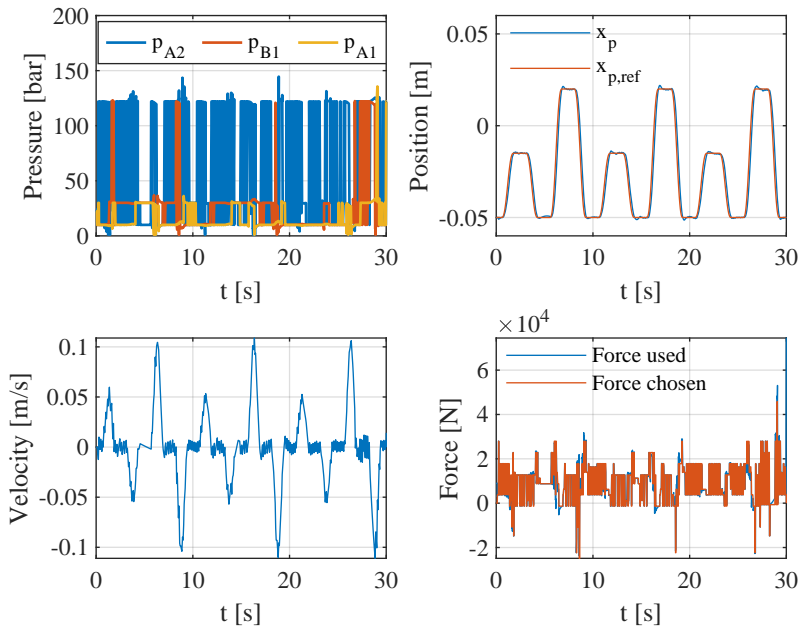 p_A2 p_B1 p_A1
Pressure [bar]
200
150
100
50
0
0 10 20 30
t [s]
x_p
x_p,ref
Position [m]
0.05
0
-0.05
0 10 20 30
t [s]
Velocity [m/s]
0.1
0.05
0
-0.05
-0.1
0 10 20 30
t [s]
×10^4
Force used
Force chosen
Force [N]
6
4
2
0
-2
0 10 20 30
t [s]